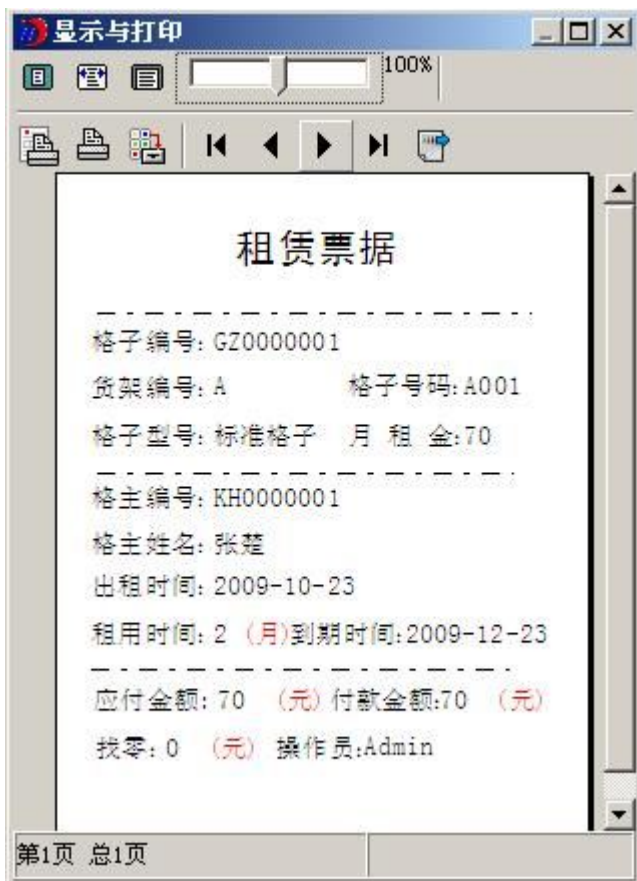 显示与打印
100%
租赁票据
格子编号: GZ0000001
货架编号: A 格子号码:A001
格子型号: 标准格子 月 租 金:70
格主编号: KH0000001
格主姓名: 张楚
出租时间: 2009-10-23
租用时间: 2 (月)到期时间:2009-12-23
应付金额: 70 (元) 付款金额:70 (元)
找零: 0 (元) 操作员:Admin
第1页 总1页